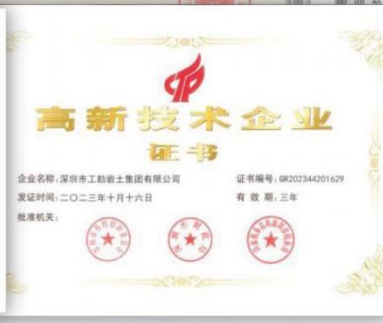 高新技术企业
证书
企业名称:深圳市工勘岩土集团有限公司
证书编号:GR202344201629
发证时间:二〇二三年十月十六日
有 效 期:三年
批准机关: